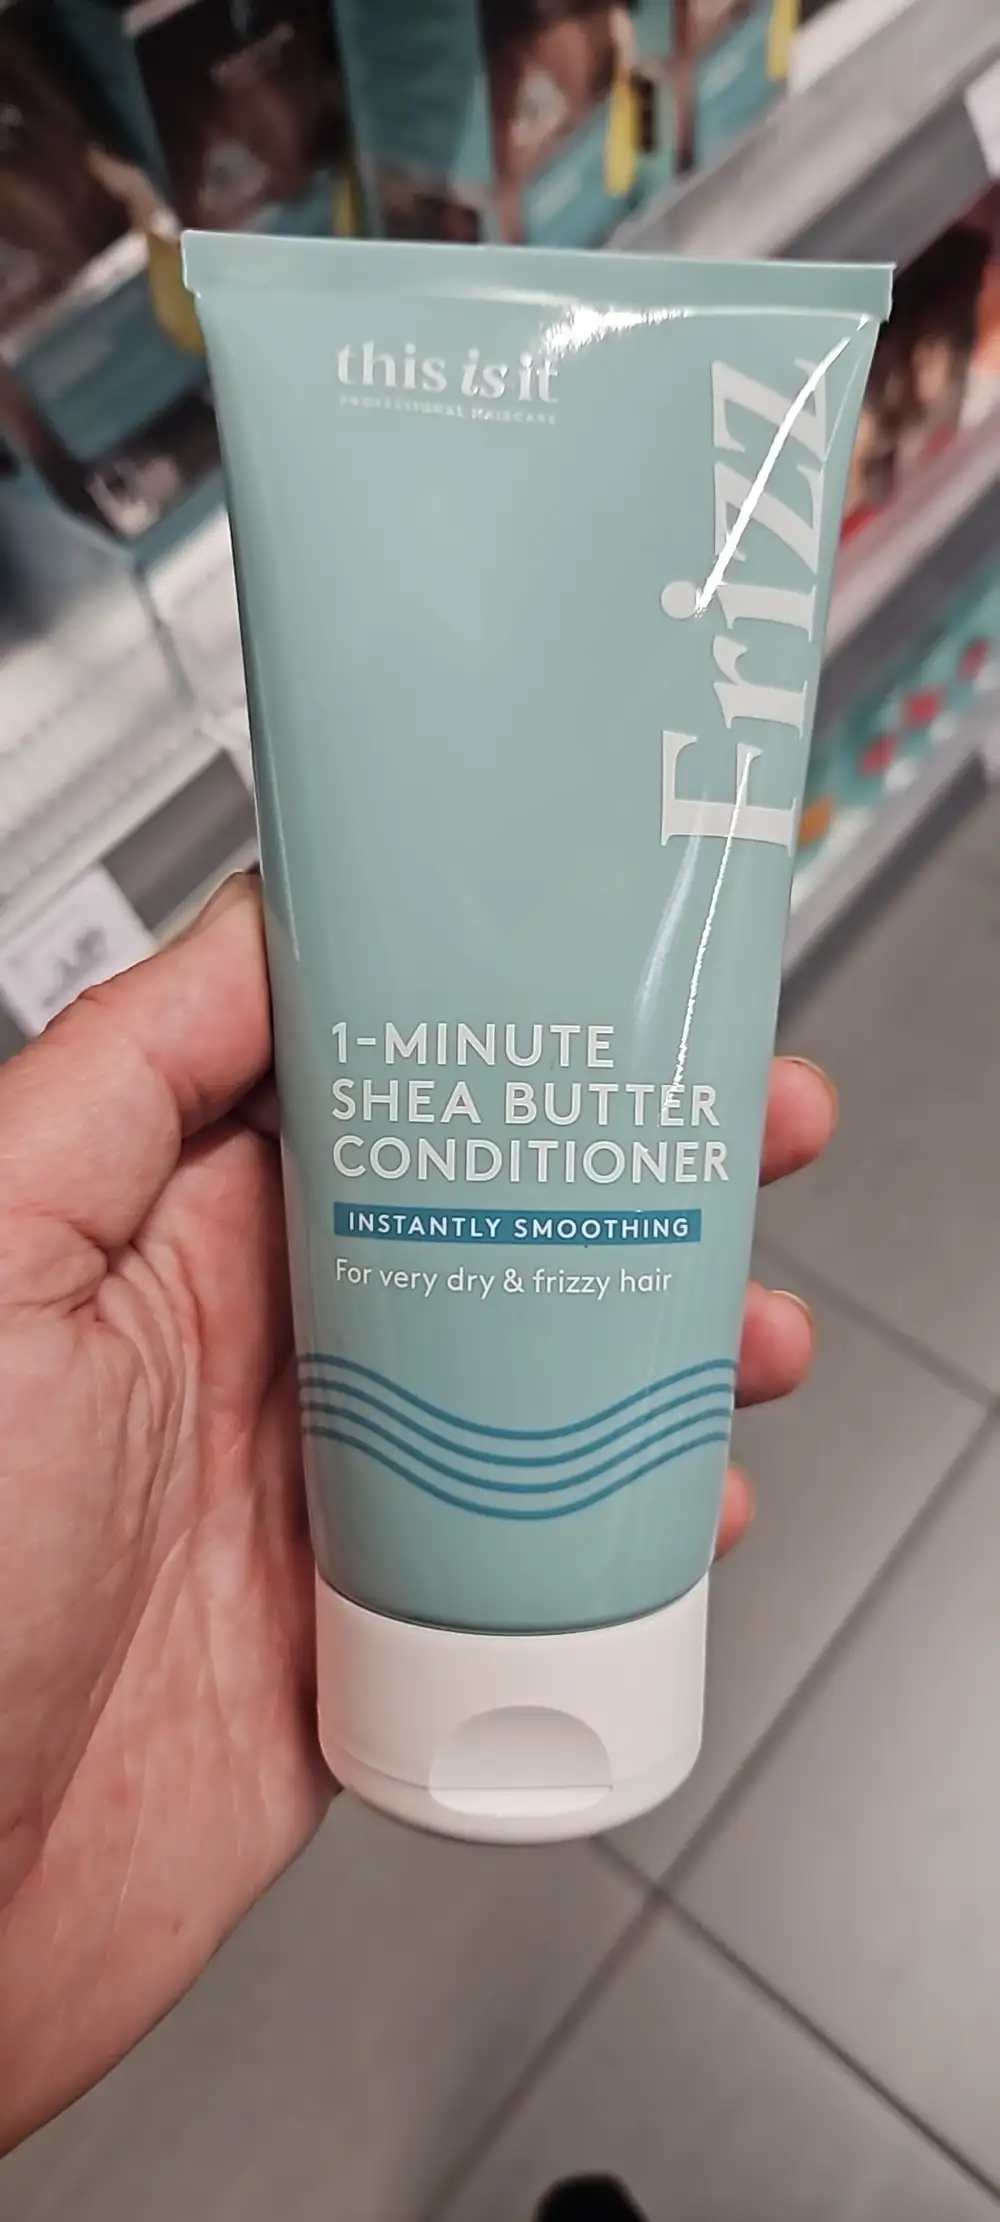 this is it
PROFESSIONAL HAIRCARE
Frizz
1-MINUTE
SHEA BUTTER
CONDITIONER
INSTANTLY SMOOTHING
For very dry & frizzy hair